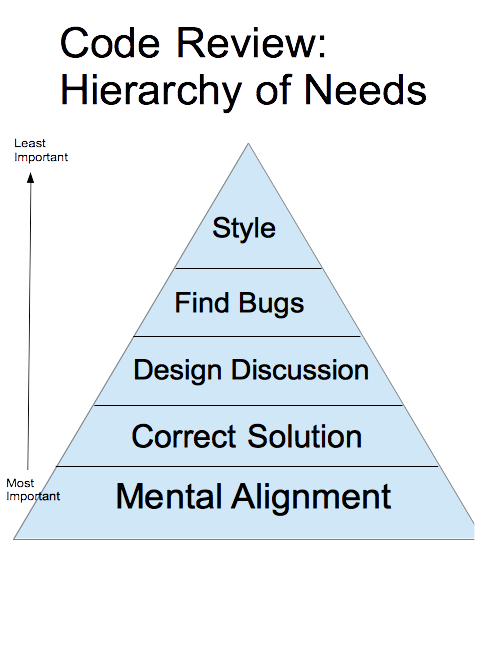 Code Review:
Hierarchy of Needs
Least
Important
Style
Find Bugs
Design Discussion
Correct Solution
Most
Important
Mental Alignment